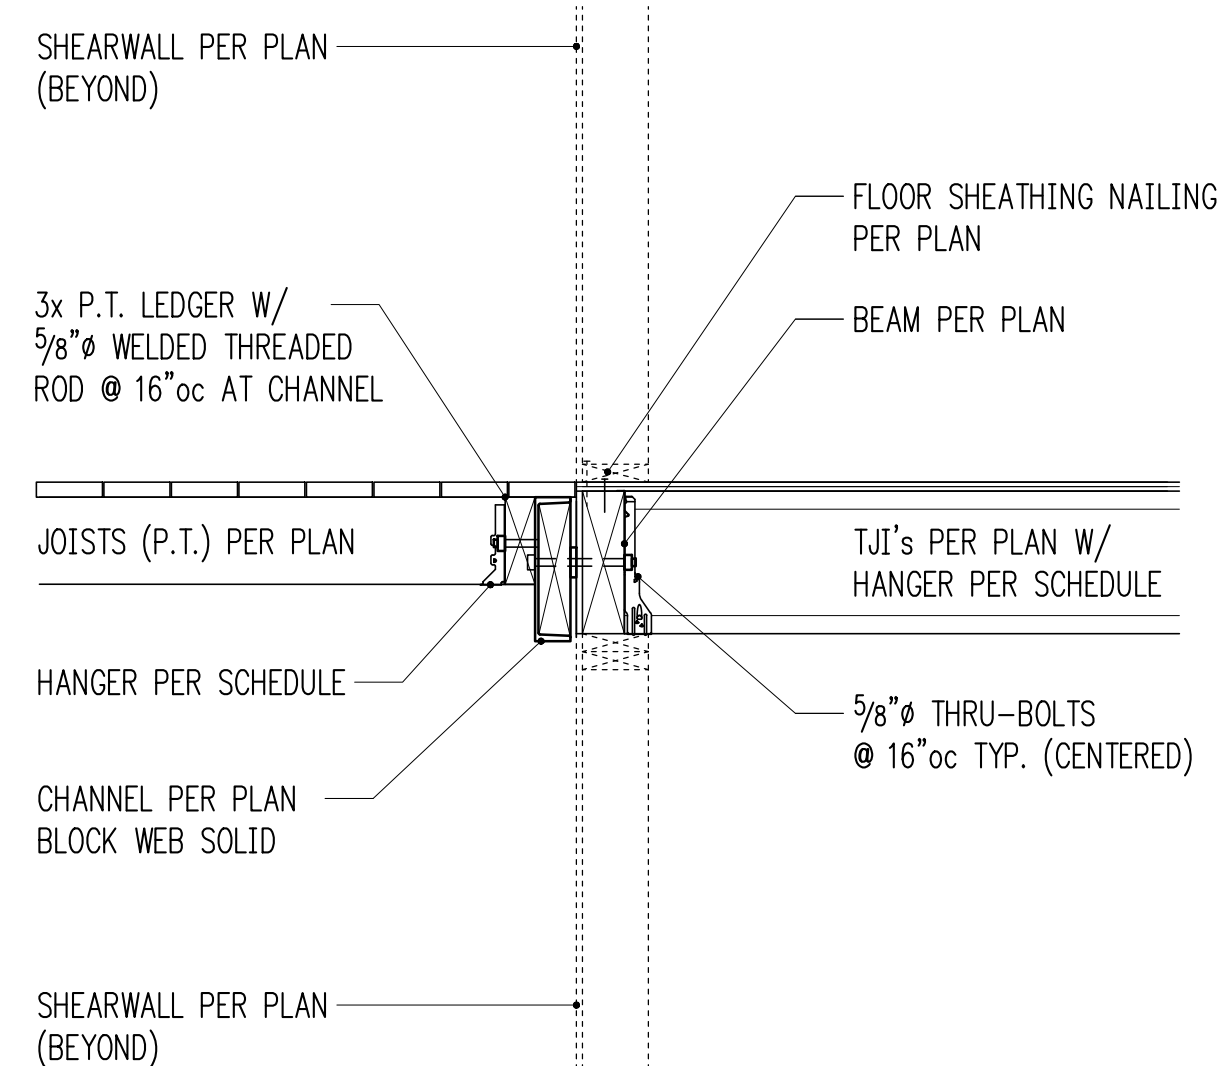 SHEARWALL PER PLAN
(BEYOND)
FLOOR SHEATHING NAILING
PER PLAN
3x P.T. LEDGER W/
5/8"ø WELDED THREADED
ROD @ 16"oc AT CHANNEL
BEAM PER PLAN
JOISTS (P.T.) PER PLAN
TJI's PER PLAN W/
HANGER PER SCHEDULE
HANGER PER SCHEDULE
5/8"ø THRU-BOLTS
@ 16"oc TYP. (CENTERED)
CHANNEL PER PLAN
BLOCK WEB SOLID
SHEARWALL PER PLAN
(BEYOND)